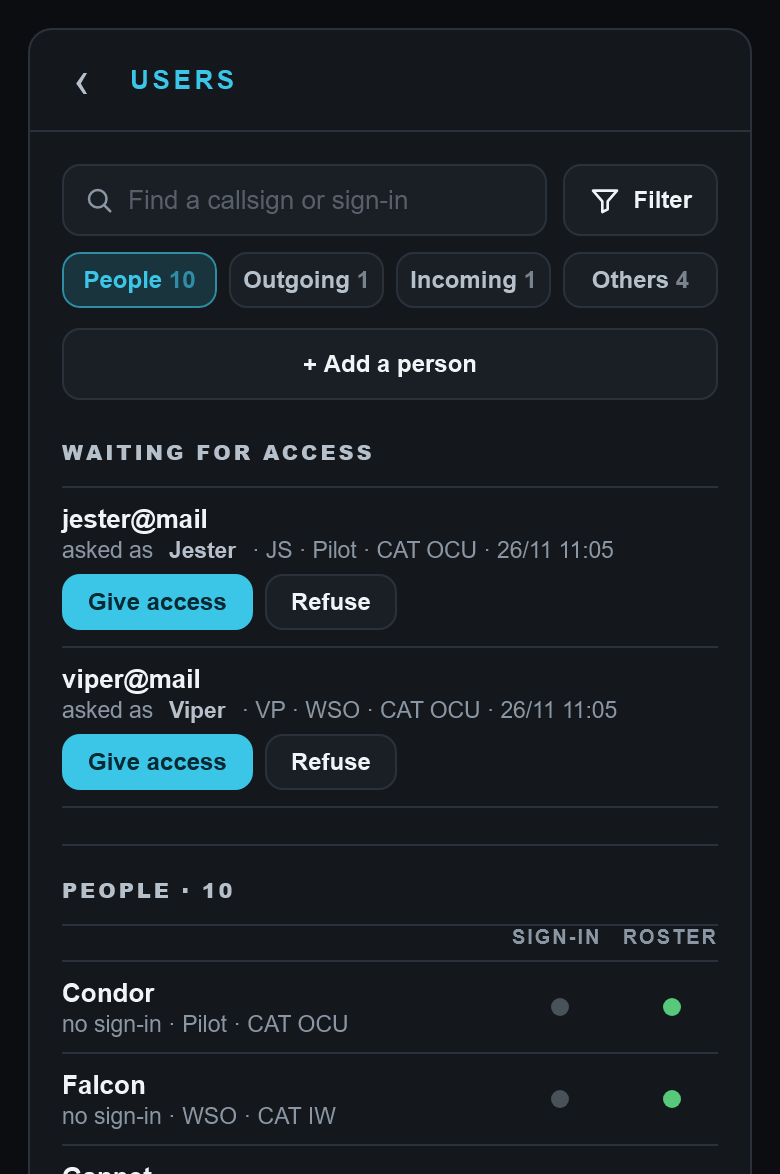 USERS
Find a callsign or sign-in
Filter
People 10
Outgoing 1
Incoming 1
Others 4
+ Add a person
WAITING FOR ACCESS
jester@mail
asked as Jester · JS · Pilot · CAT OCU · 26/11 11:05
Give access
Refuse
viper@mail
asked as Viper · VP · WSO · CAT OCU · 26/11 11:05
Give access
Refuse
PEOPLE · 10
SIGN-IN ROSTER
Condor
no sign-in · Pilot · CAT OCU
Falcon
no sign-in · WSO · CAT IW